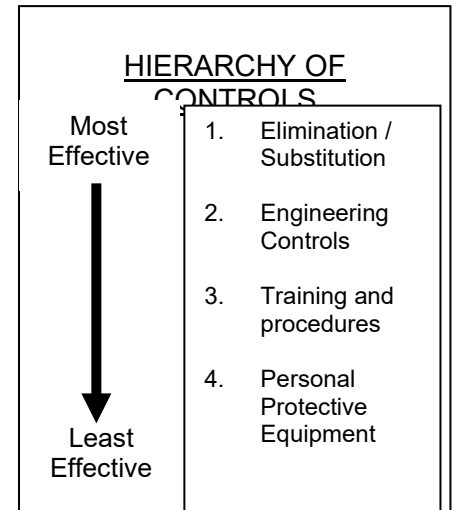 HIERARCHY OF
CONTROLS
Most
Effective
1. Elimination /
Substitution
2. Engineering
Controls
3. Training and
procedures
4. Personal
Protective
Equipment
Least
Effective